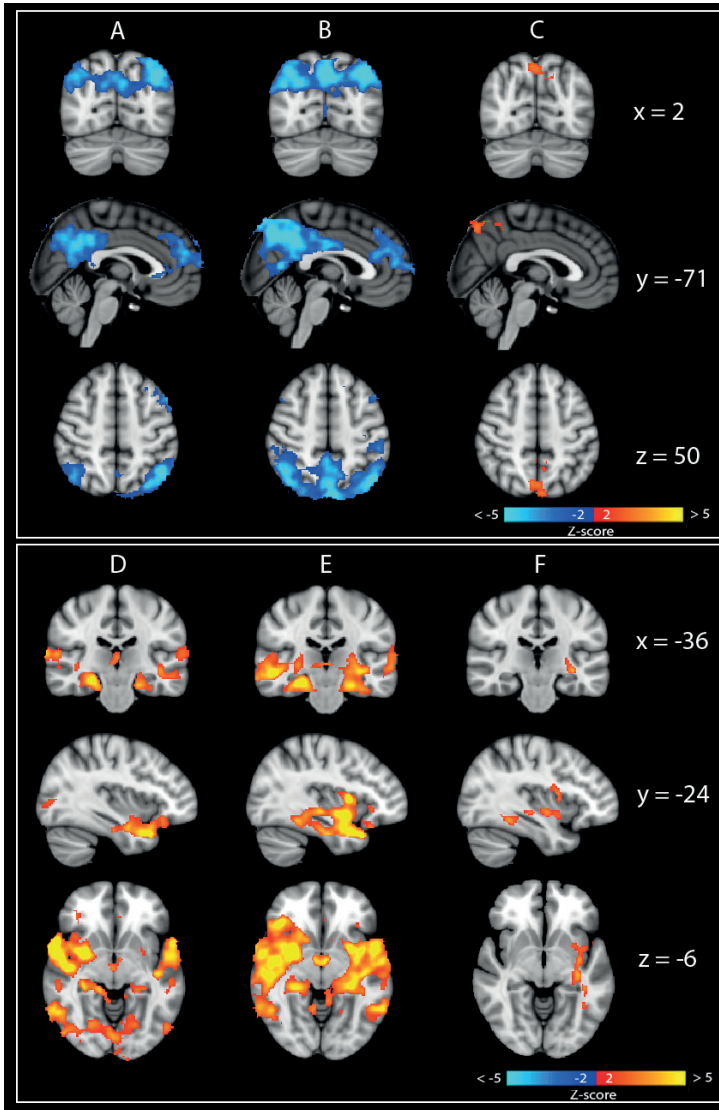 A B C
x = 2
y = -71
z = 50
< -5 -2 2 > 5
Z-score
D E F
x = -36
y = -24
z = -6
< -5 -2 2 > 5
Z-score